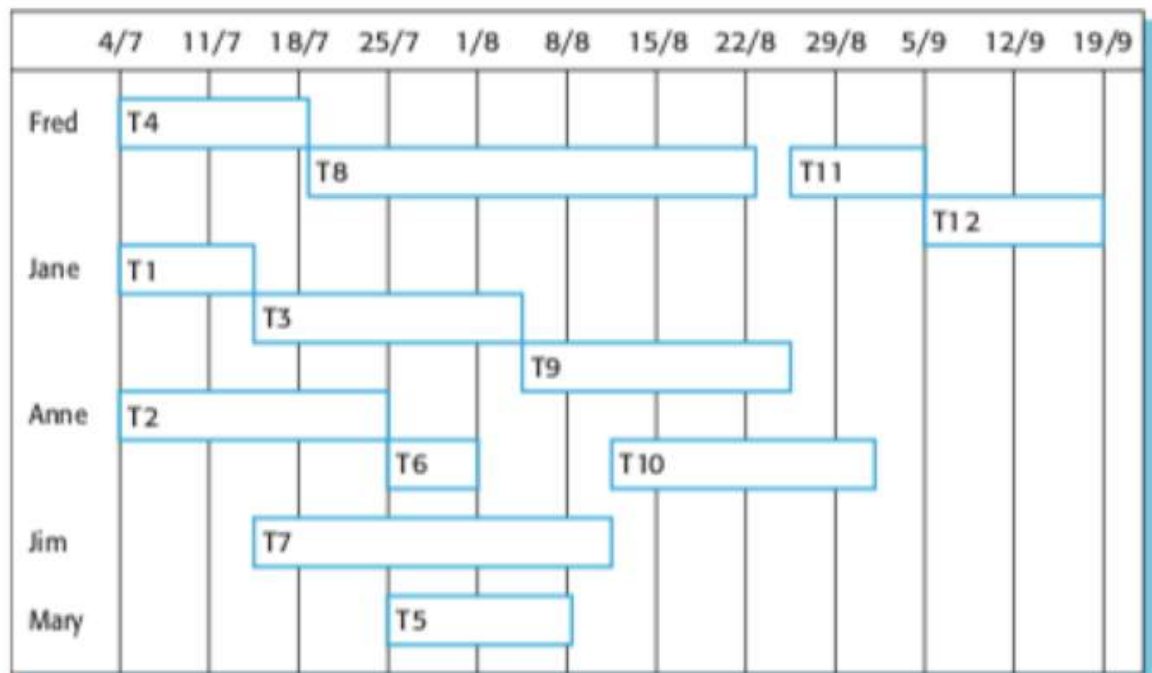 4/7 11/7 18/7 25/7 1/8 8/8 15/8 22/8 29/8 5/9 12/9 19/9
Fred T4
T8 T11
T12
Jane T1
T3
T9
Anne T2
T6 T10
Jim T7
Mary T5